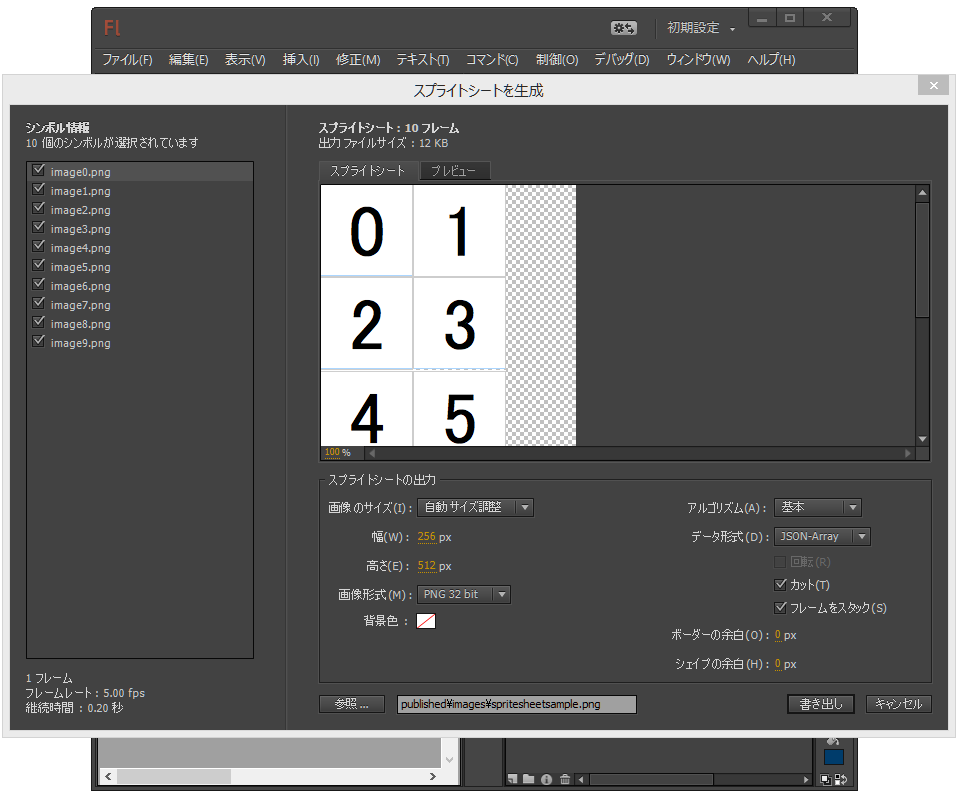 Fl
初期設定
ファイル(F) 編集(E) 表示(V) 挿入(I) 修正(M) テキスト(T) コマンド(C) 制御(O) デバッグ(D) ウィンドウ(W) ヘルプ(H)
スプライトシートを生成
シンボル情報
10 個のシンボルが選択されています
image0.png
image1.png
image2.png
image3.png
image4.png
image5.png
image6.png
image7.png
image8.png
image9.png
1 フレーム
フレームレート : 5.00 fps
継続時間 : 0.20 秒
スプライトシート : 10 フレーム
出力 ファイルサイズ : 12 KB
スプライトシート プレビュー
0 1
2 3
4 5
100 %
スプライトシートの出力
画像のサイズ(I) : 自動サイズ調整
幅(W) : 256 px
高さ(E) : 512 px
画像形式(M) : PNG 32 bit
背景色 :
アルゴリズム(A) : 基本
データ形式(D) : JSON-Array
回転(R)
カット(T)
フレームをスタック(S)
ボーダーの余白(O) : 0 px
シェイプの余白(H) : 0 px
参照 ... published¥images¥spritesheetsample.png 書き出し キャンセル